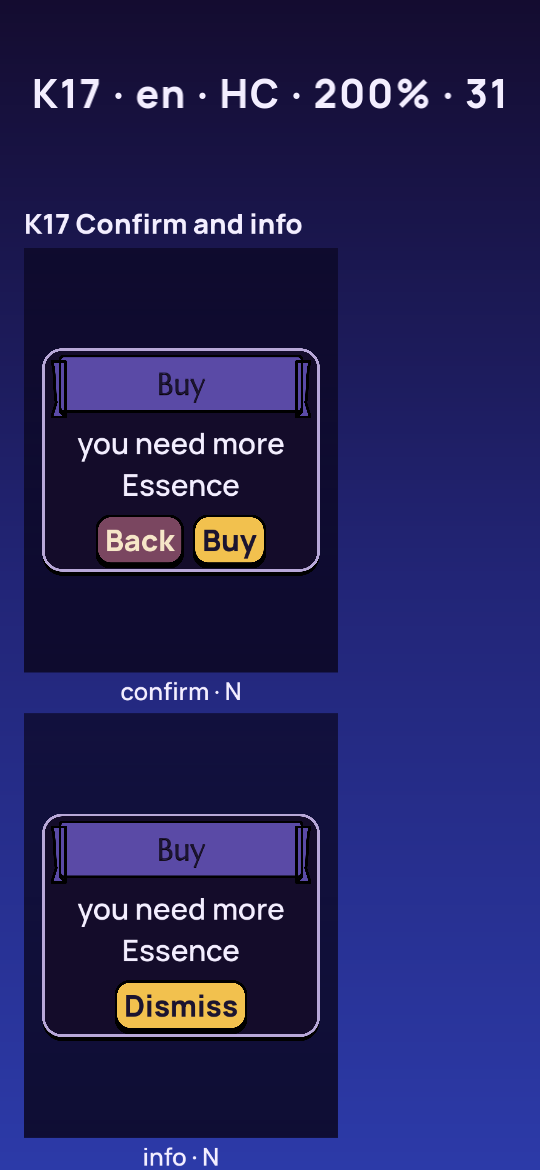 K17 · en · HC · 200% · 31
K17 Confirm and info
Buy
you need more
Essence
Back Buy
confirm · N
Buy
you need more
Essence
Dismiss
info · N